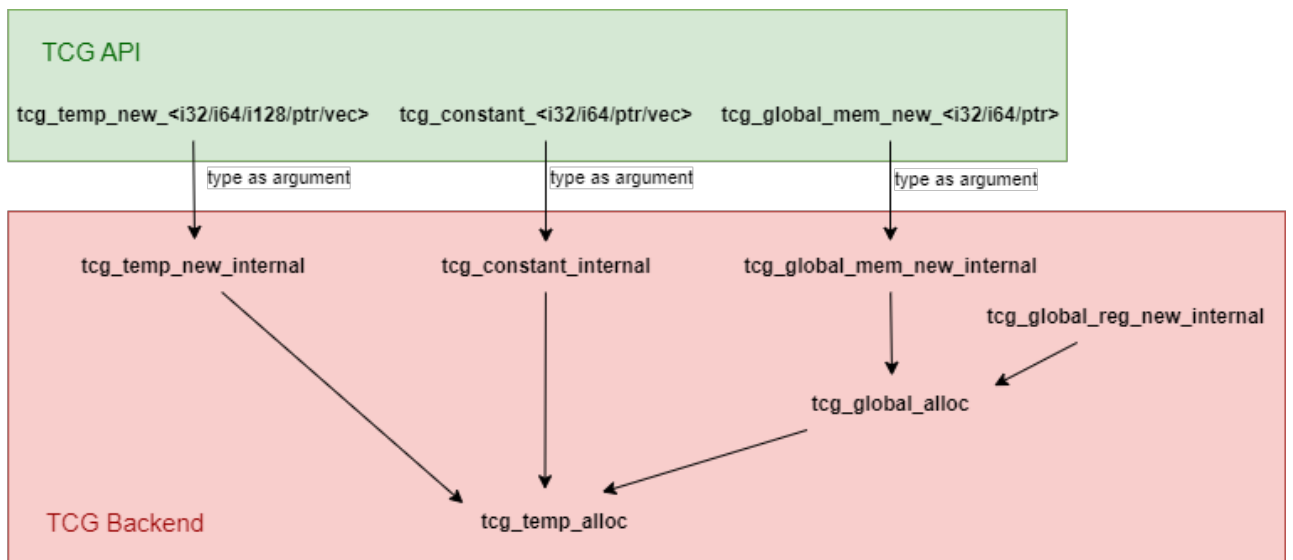 TCG API
tcg_temp_new_<i32/i64/i128/ptr/vec>
tcg_constant_<i32/i64/ptr/vec>
tcg_global_mem_new_<i32/i64/ptr>
type as argument
type as argument
type as argument
tcg_temp_new_internal
tcg_constant_internal
tcg_global_mem_new_internal
tcg_global_reg_new_internal
tcg_global_alloc
tcg_temp_alloc
TCG Backend